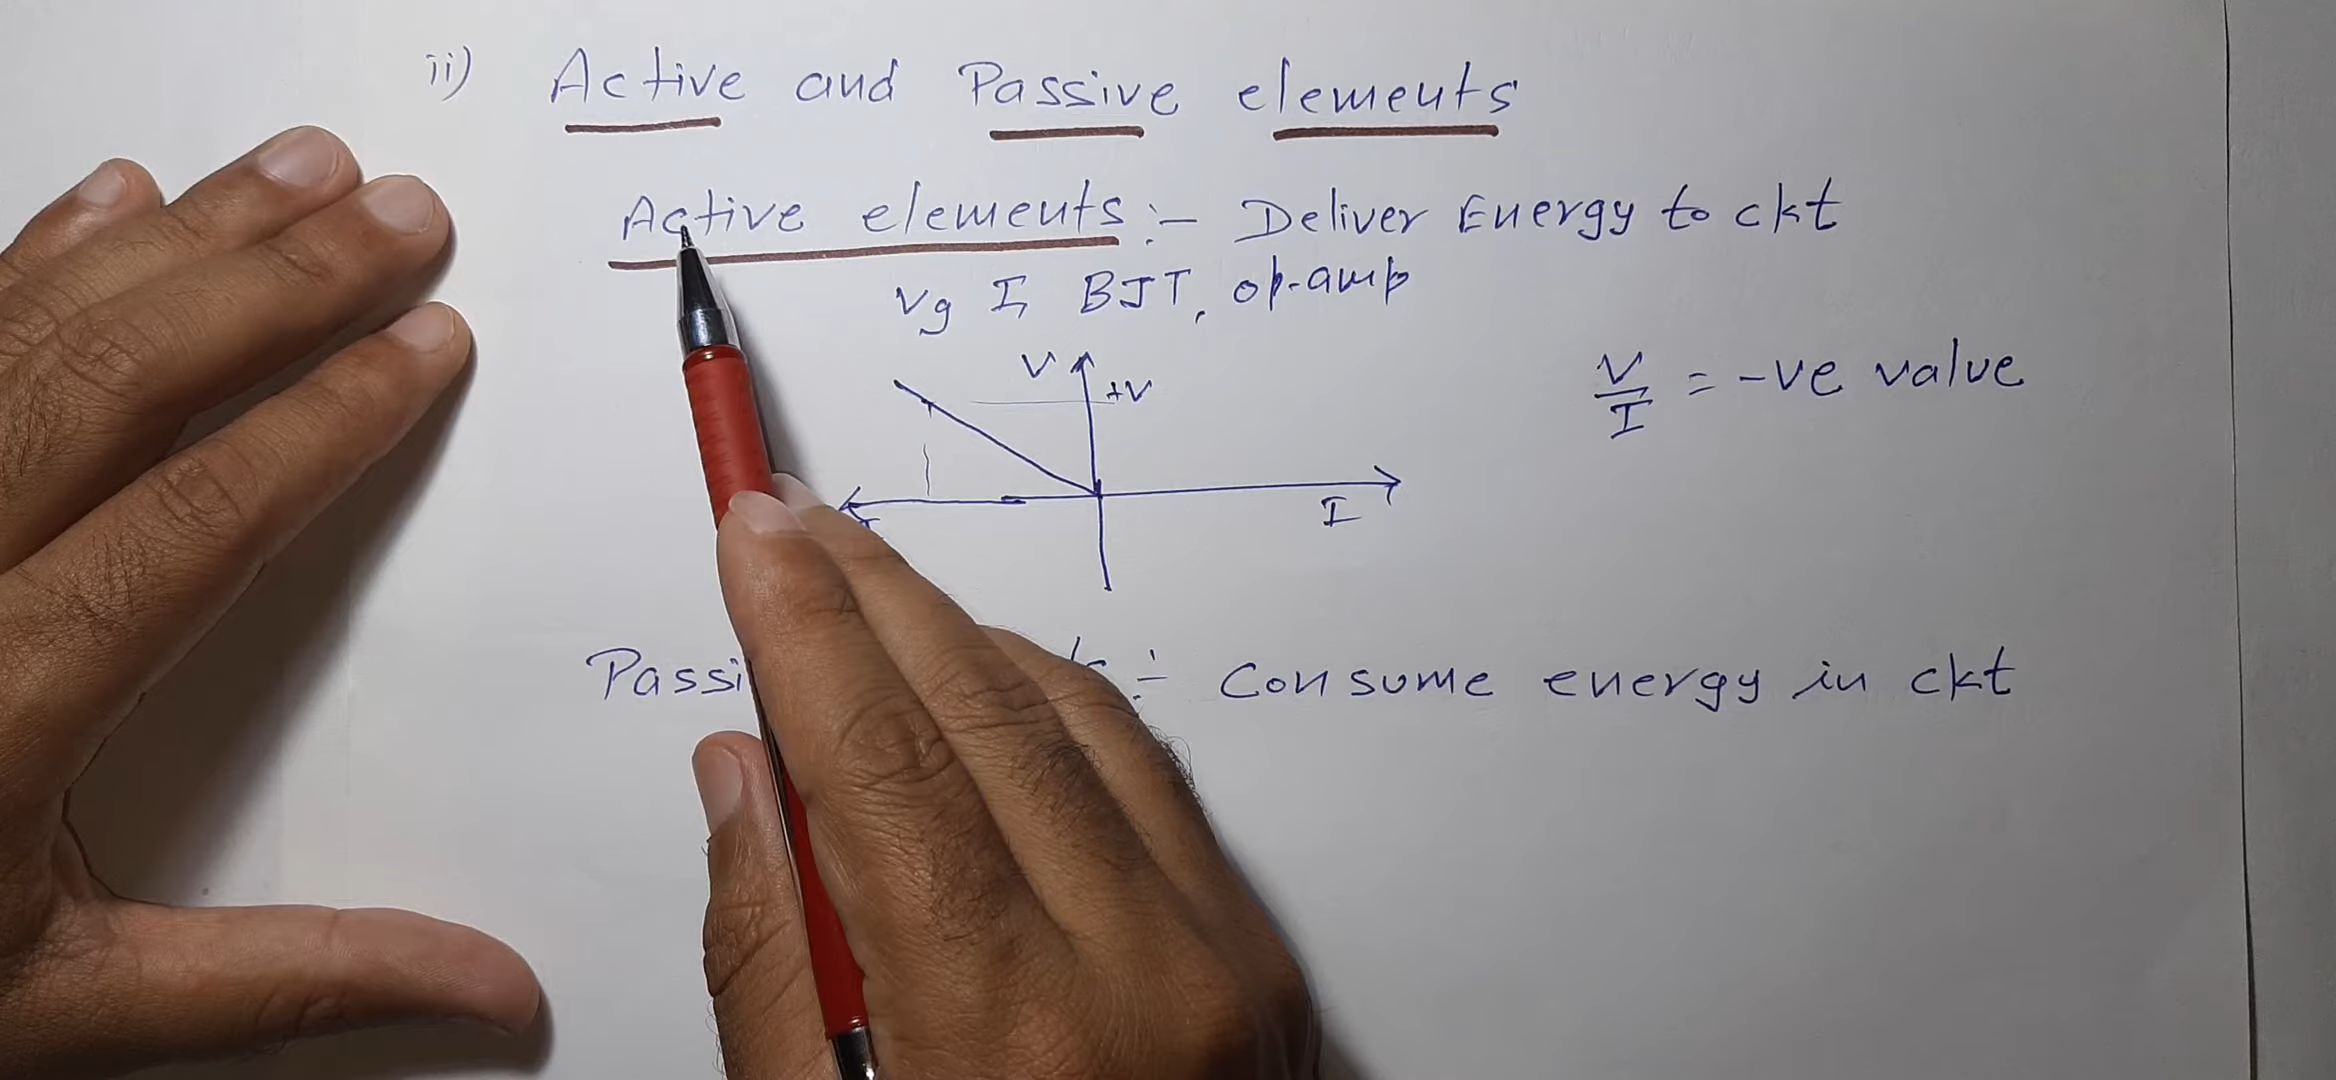 ii) Active and Passive elements
Active elements :- Deliver Energy to ckt
Vg I, BJT, op-amp
V
+V
V/I = -ve value
I
:- Consume energy in ckt